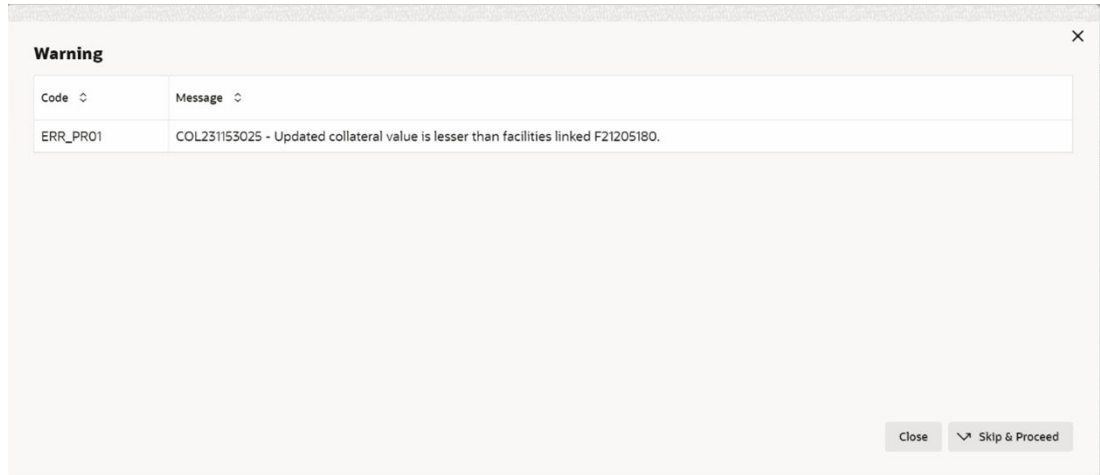 Warning
Code Message
ERR_PR01 COL231153025 - Updated collateral value is lesser than facilities linked F21205180.
Close Skip & Proceed